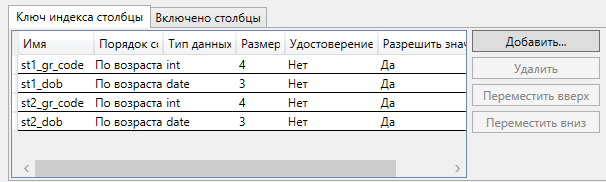 Ключ индекса столбцы Включено столбцы
Имя Порядок сс Тип данных Размер Удостоверение Разрешить знач
st1_gr_code По возраста int 4 Нет Да
st1_dob По возраста date 3 Нет Да
st2_gr_code По возраста int 4 Нет Да
st2_dob По возраста date 3 Нет Да
Добавить...
Удалить
Переместить вверх
Переместить вниз